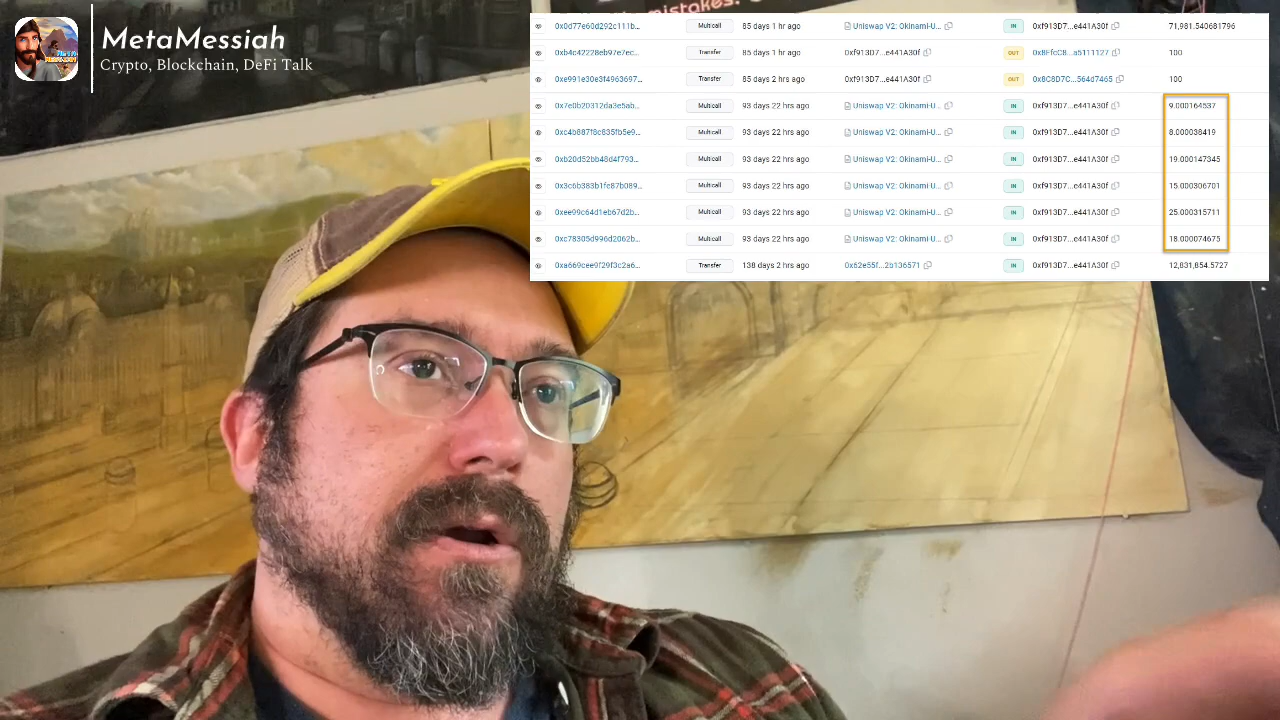 MetaMessiah
Crypto, Blockchain, DeFi Talk
mistakes!
0x0d77e60d292c111b... Multicall 85 days 1 hr ago Uniswap V2: Okinami-U... IN 0xf913D7...e441A30f 71,981.540681796
0xb4c42228eb97e7ec... Transfer 85 days 1 hr ago 0xf913D7...e441A30f OUT 0x8FfcC8...a5111127 100
0xe991e30e3f4963697... Transfer 85 days 2 hrs ago 0xf913D7...e441A30f OUT 0x8C8D7C...564d7465 100
0x7e0b20312da3e5ab... Multicall 93 days 22 hrs ago Uniswap V2: Okinami-U... IN 0xf913D7...e441A30f 9.000164537
0xc4b887f8c835fb5e9... Multicall 93 days 22 hrs ago Uniswap V2: Okinami-U... IN 0xf913D7...e441A30f 8.000038419
0xb20d52bb48d4f793... Multicall 93 days 22 hrs ago Uniswap V2: Okinami-U... IN 0xf913D7...e441A30f 19.000147345
0x3c6b383b1fc87b089... Multicall 93 days 22 hrs ago Uniswap V2: Okinami-U... IN 0xf913D7...e441A30f 15.000306701
0xee99c64d1eb67d2b... Multicall 93 days 22 hrs ago Uniswap V2: Okinami-U... IN 0xf913D7...e441A30f 25.000315711
0xc78305d996d2062b... Multicall 93 days 22 hrs ago Uniswap V2: Okinami-U... IN 0xf913D7...e441A30f 18.000074675
0xa669cee9f29f3c2a6... Transfer 138 days 2 hrs ago 0x62e55f...2b136571 IN 0xf913D7...e441A30f 12,831,854.5727